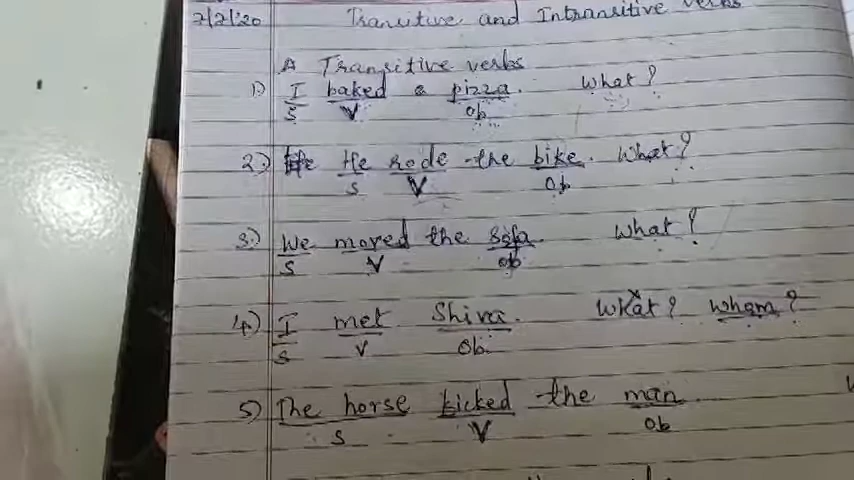 7/7/20 Transitive and Intransitive verbs
A Transitive verbs
1) I baked a pizza. What?
S V Ob
2) He rode the bike. What?
S V Ob
3) We moved the sofa. What?
S V Ob
4) I met Shiva. What? whom?
S V Ob
5) The horse kicked the man
S V Ob